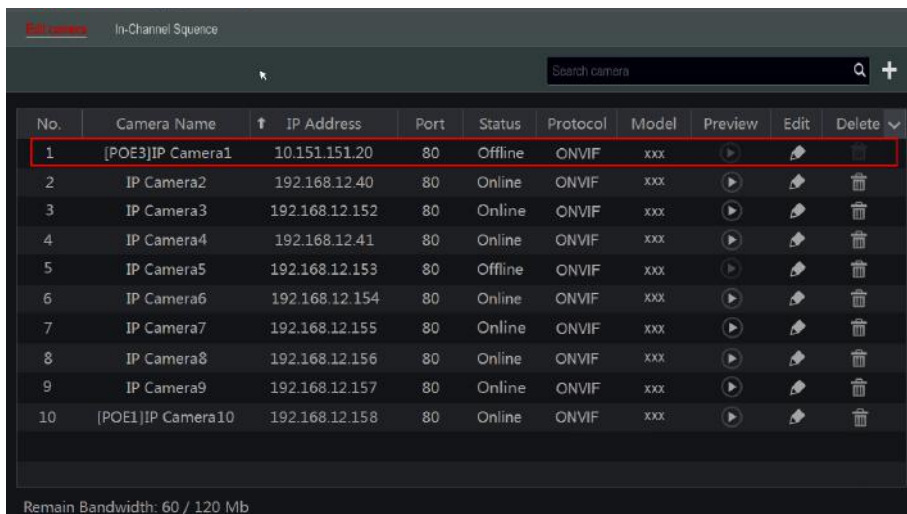 Edit camera In-Channel Squence
Search camera
No. Camera Name IP Address Port Status Protocol Model Preview Edit Delete
1 [POE3]IP Camera1 10.151.151.20 80 Offline ONVIF xxx
2 IP Camera2 192.168.12.40 80 Online ONVIF xxx
3 IP Camera3 192.168.12.152 80 Online ONVIF xxx
4 IP Camera4 192.168.12.41 80 Online ONVIF xxx
5 IP Camera5 192.168.12.153 80 Offline ONVIF xxx
6 IP Camera6 192.168.12.154 80 Online ONVIF xxx
7 IP Camera7 192.168.12.155 80 Online ONVIF xxx
8 IP Camera8 192.168.12.156 80 Online ONVIF xxx
9 IP Camera9 192.168.12.157 80 Online ONVIF xxx
10 [POE1]IP Camera10 192.168.12.158 80 Online ONVIF xxx
Remain Bandwidth: 60 / 120 Mb